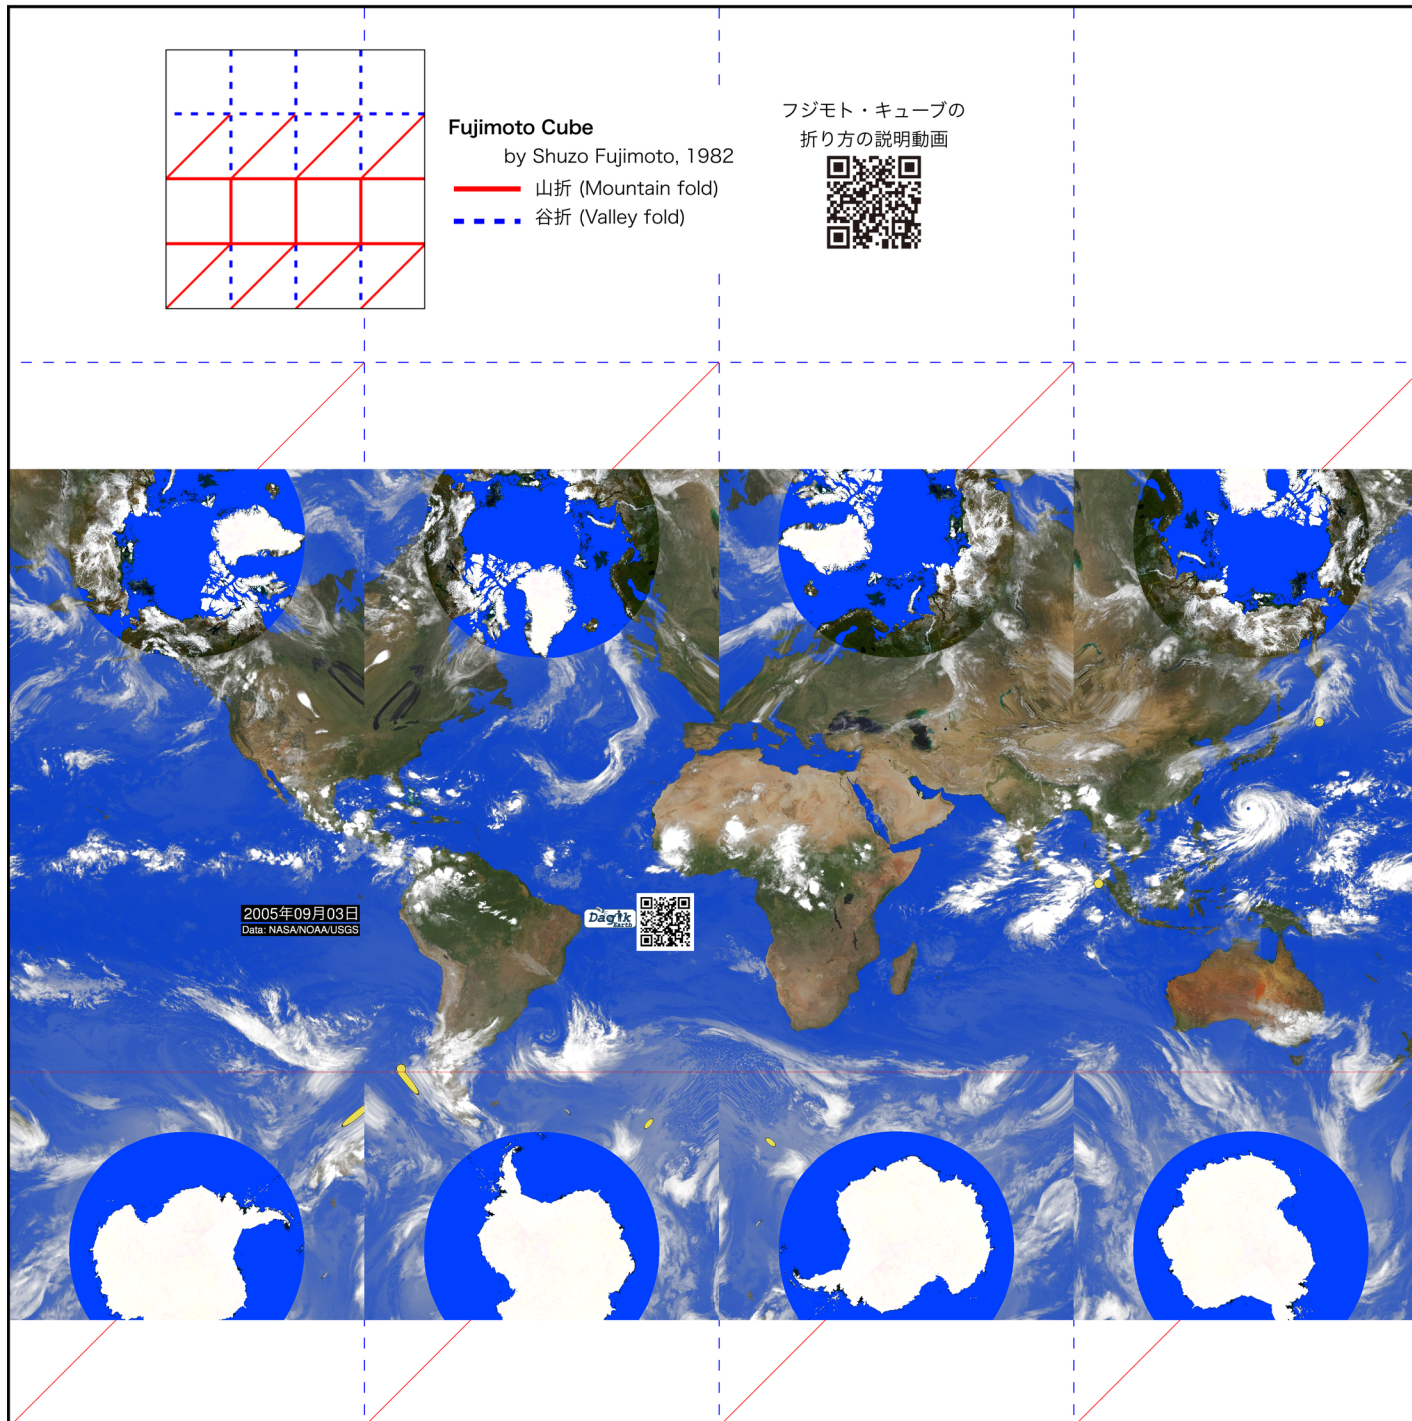 Fujimoto Cube
by Shuzo Fujimoto, 1982
山折 (Mountain fold)
谷折 (Valley fold)
フジモト・キューブの
折り方の説明動画
2005年09月03日
Data: NASA/NOAA/USGS
Dagik
Earth